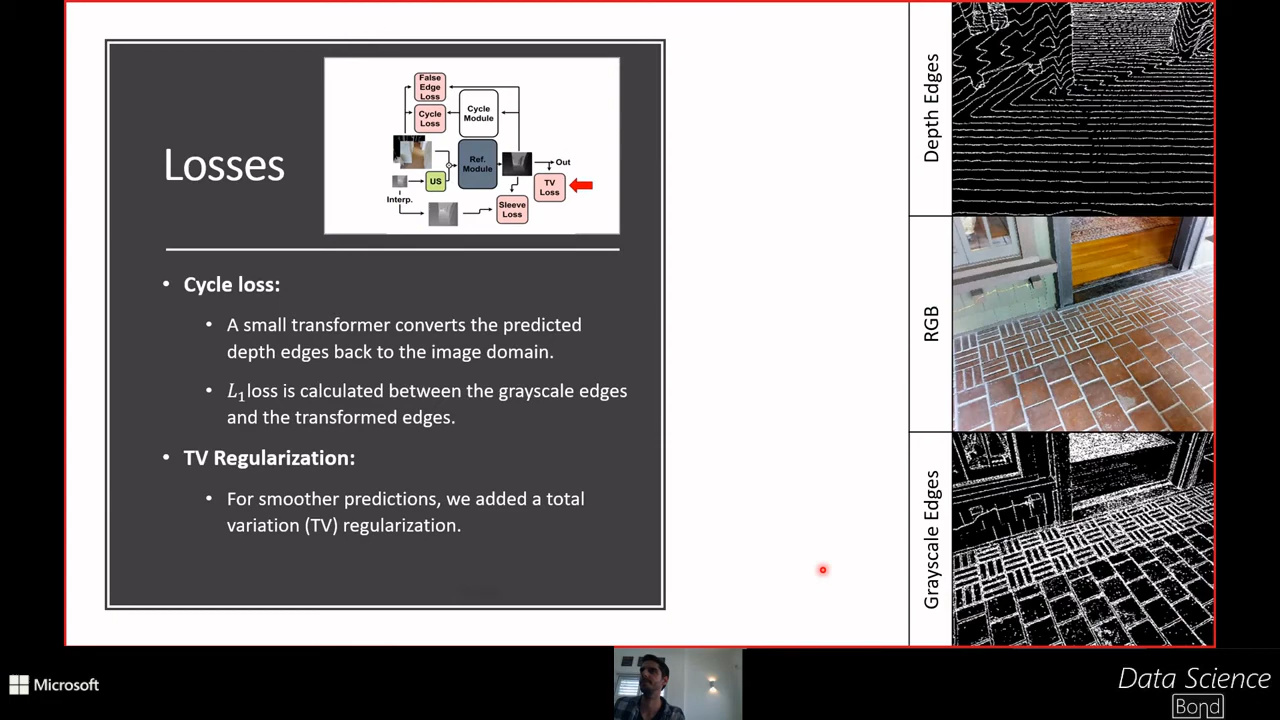 Losses
False
Edge
Loss
Cycle
Loss
Cycle
Module
Ref.
Module
US
Interp.
Out
TV
Loss
Sleeve
Loss
• Cycle loss:
• A small transformer converts the predicted
depth edges back to the image domain.
• L₁loss is calculated between the grayscale edges
and the transformed edges.
• TV Regularization:
• For smoother predictions, we added a total
variation (TV) regularization.
Depth Edges
RGB
Grayscale Edges
Microsoft
Data Science
Bond